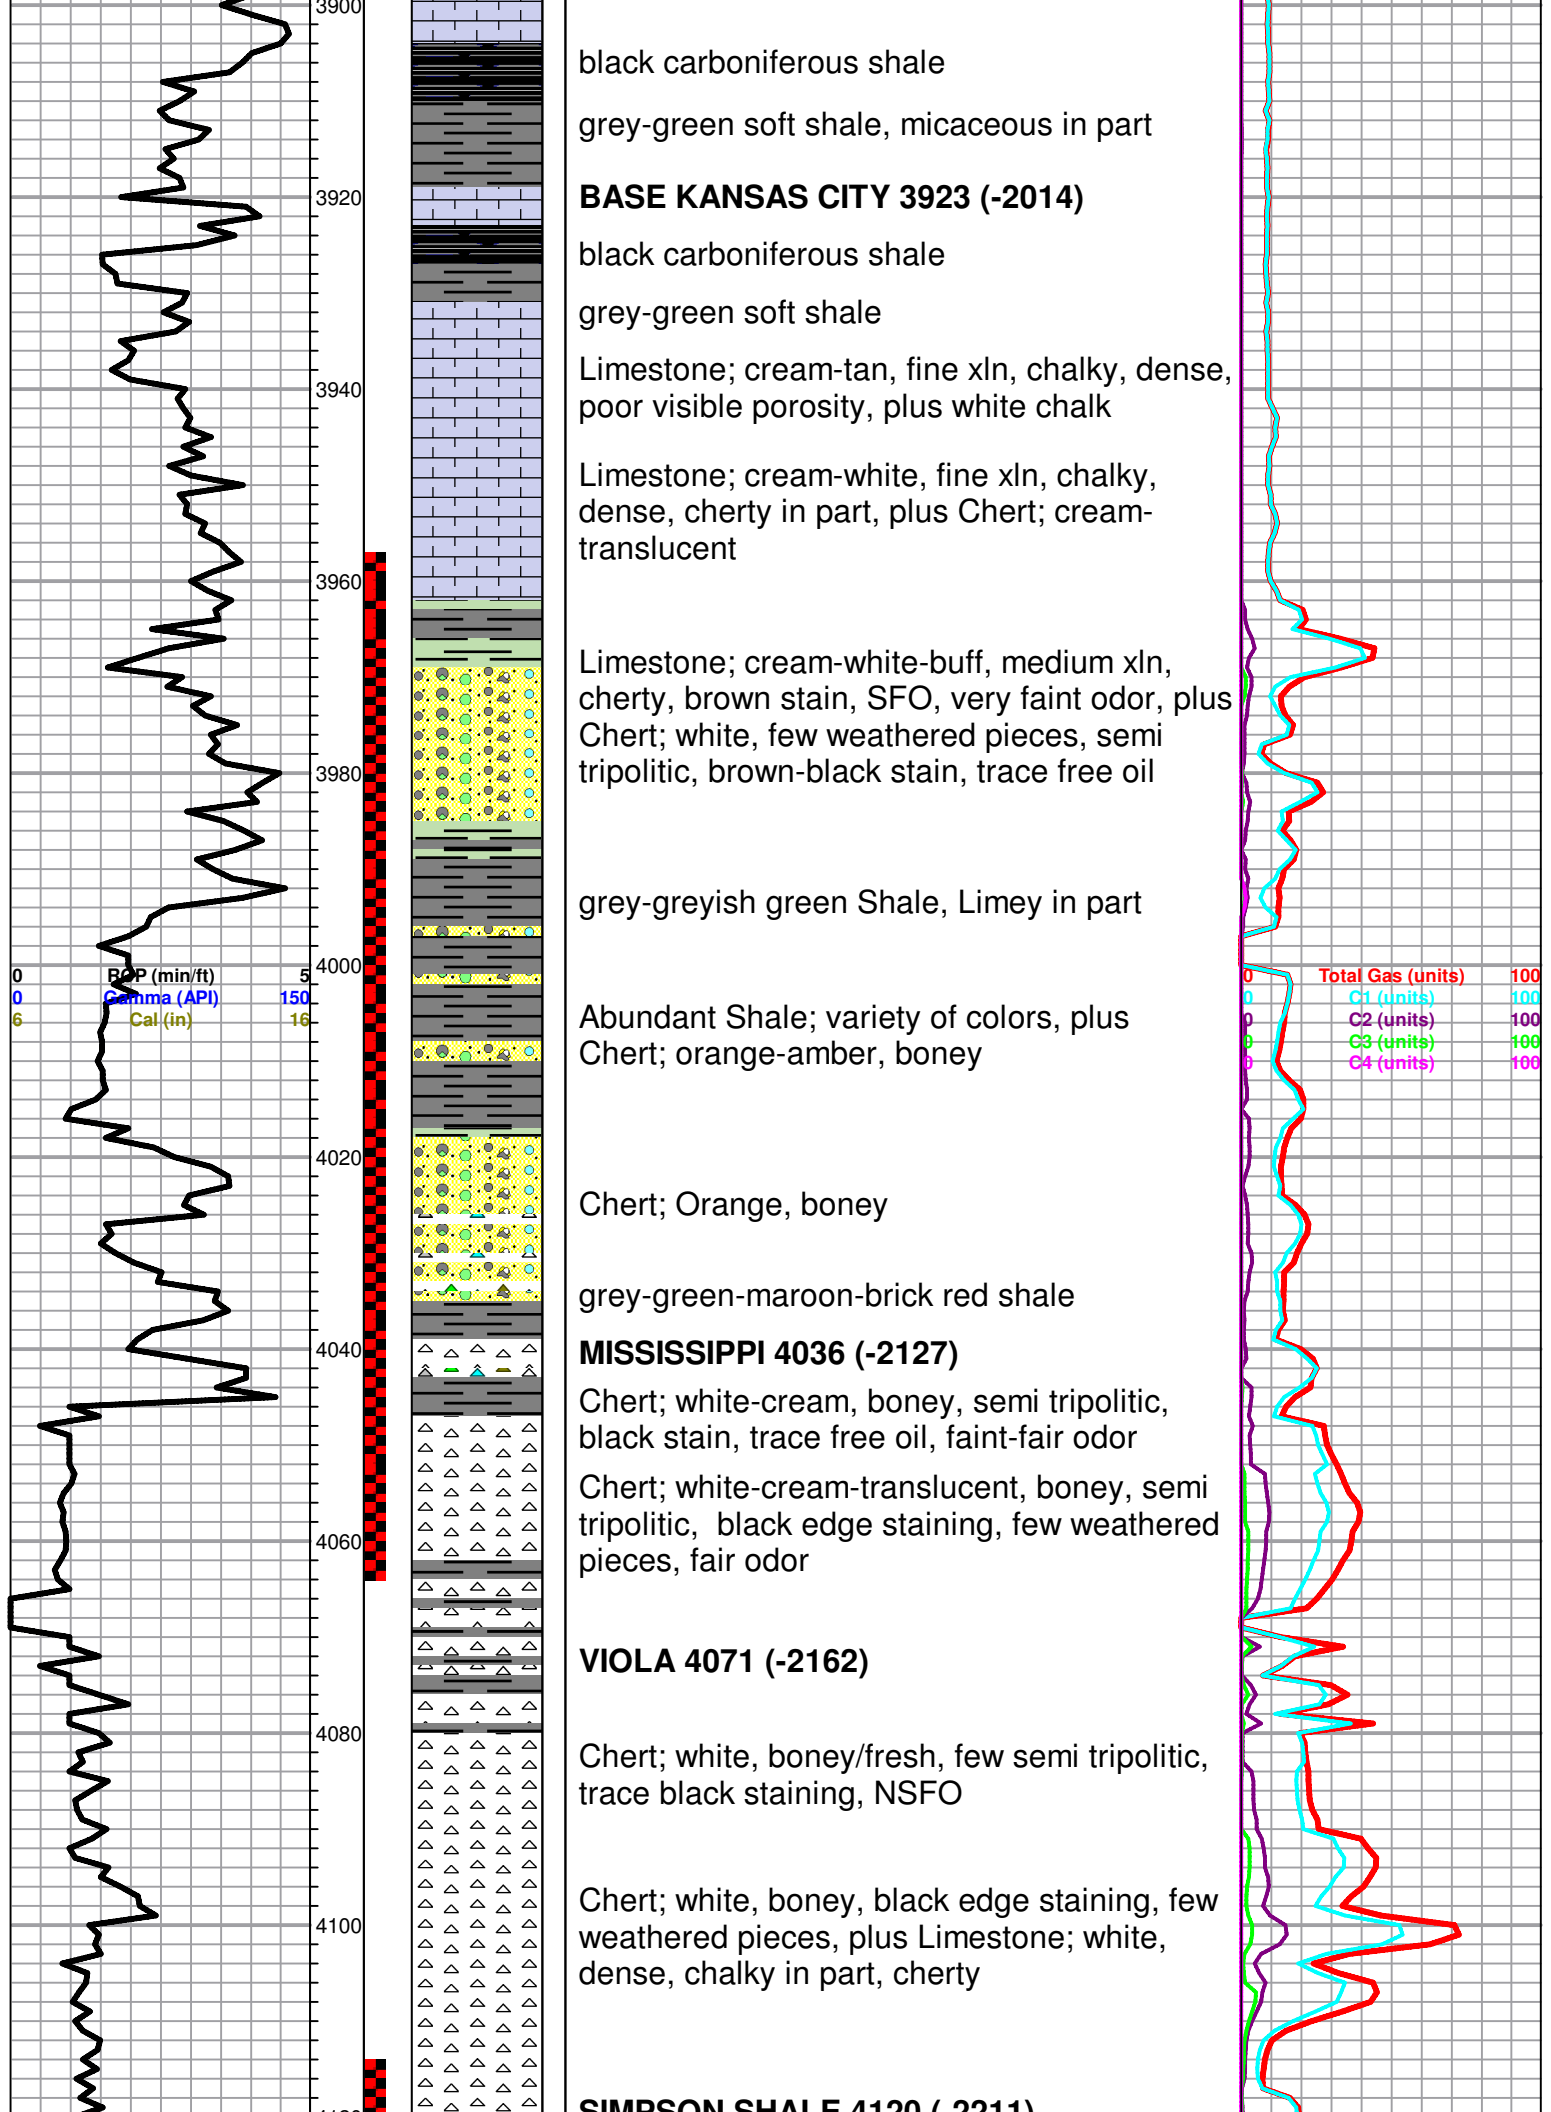 3900
black carboniferous shale
grey-green soft shale, micaceous in part
3920
BASE KANSAS CITY 3923 (-2014)
black carboniferous shale
grey-green soft shale
Limestone; cream-tan, fine xln, chalky, dense,
3940
poor visible porosity, plus white chalk
Limestone; cream-white, fine xln, chalky,
dense, cherty in part, plus Chert; cream-
translucent
3960
Limestone; cream-white-buff, medium xln,
cherty, brown stain, SFO, very faint odor, plus
Chert; white, few weathered pieces, semi
3980
tripolitic, brown-black stain, trace free oil
grey-greyish green Shale, Limey in part
4000
0 ROP (min/ft) 5
0 Gamma (API) 150
6 Cal (in) 16
0 Total Gas (units) 100
0 C1 (units) 100
0 C2 (units) 100
0 C3 (units) 100
0 C4 (units) 100
Abundant Shale; variety of colors, plus
Chert; orange-amber, boney
4020
Chert; Orange, boney
grey-green-maroon-brick red shale
4040
MISSISSIPPI 4036 (-2127)
Chert; white-cream, boney, semi tripolitic,
black stain, trace free oil, faint-fair odor
Chert; white-cream-translucent, boney, semi
tripolitic,  black edge staining, few weathered
4060
pieces, fair odor
VIOLA 4071 (-2162)
4080
Chert; white, boney/fresh, few semi tripolitic,
trace black staining, NSFO
Chert; white, boney, black edge staining, few
4100
weathered pieces, plus Limestone; white,
dense, chalky in part, cherty
SIMPSON SHALE 4120 (-2211)
4120